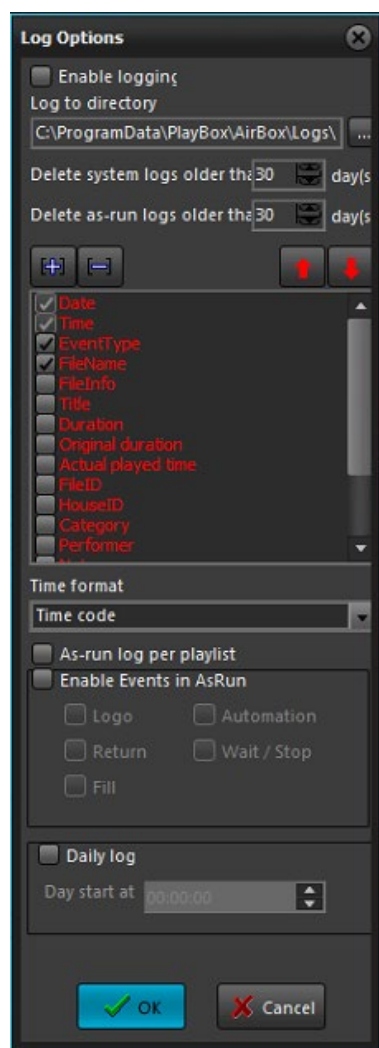 Log Options
Enable logging
Log to directory
C:\ProgramData\PlayBox\AirBox\Logs\ ...
Delete system logs older tha 30 day(s
Delete as-run logs older tha 30 day(s
[+] [−]
Date
Time
EventType
FileName
FileInfo
Title
Duration
Original duration
Actual played time
FileID
HouseID
Category
Performer
Time format
Time code
As-run log per playlist
Enable Events in AsRun
Logo Automation
Return Wait / Stop
Fill
Daily log
Day start at 00:00:00
OK Cancel